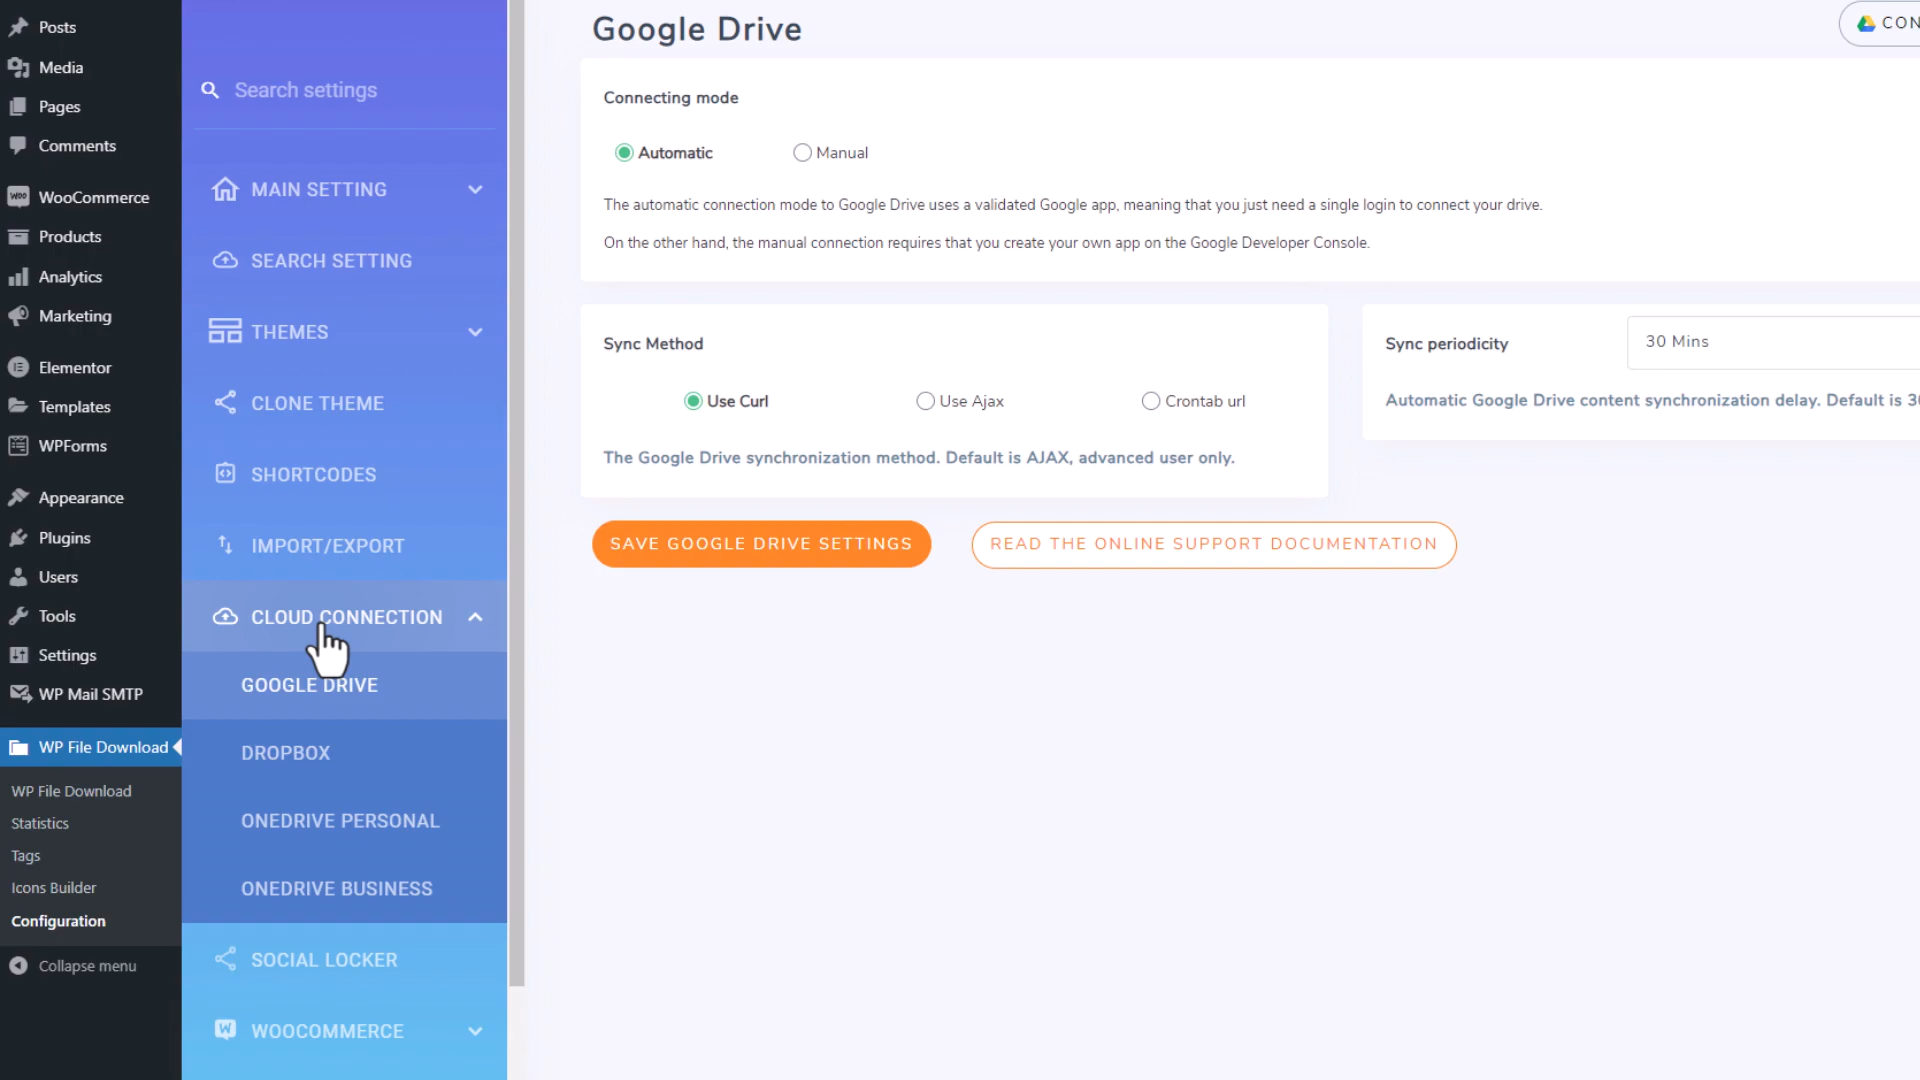 Posts
Media
Pages
Comments
WooCommerce
Products
Analytics
Marketing
Elementor
Templates
WPForms
Appearance
Plugins
Users
Tools
Settings
WP Mail SMTP
WP File Download
WP File Download
Statistics
Tags
Icons Builder
Configuration
Collapse menu
Search settings
MAIN SETTING
SEARCH SETTING
THEMES
CLONE THEME
SHORTCODES
IMPORT/EXPORT
CLOUD CONNECTION
GOOGLE DRIVE
DROPBOX
ONEDRIVE PERSONAL
ONEDRIVE BUSINESS
SOCIAL LOCKER
WOOCOMMERCE
Google Drive
CON
Connecting mode
Automatic Manual
The automatic connection mode to Google Drive uses a validated Google app, meaning that you just need a single login to connect your drive.
On the other hand, the manual connection requires that you create your own app on the Google Developer Console.
Sync Method
Use Curl Use Ajax Crontab url
The Google Drive synchronization method. Default is AJAX, advanced user only.
Sync periodicity 30 Mins
Automatic Google Drive content synchronization delay. Default is 30
SAVE GOOGLE DRIVE SETTINGS READ THE ONLINE SUPPORT DOCUMENTATION